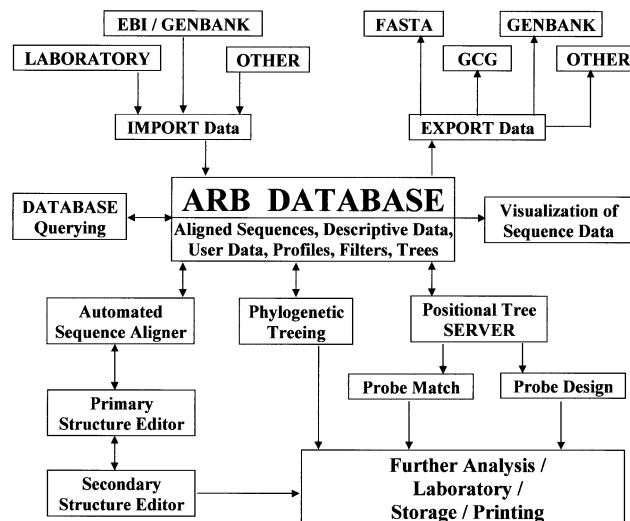 EBI / GENBANK
LABORATORY
OTHER
IMPORT Data
FASTA
GENBANK
GCG
OTHER
EXPORT Data
ARB DATABASE
Aligned Sequences, Descriptive Data,
User Data, Profiles, Filters, Trees
DATABASE
Querying
Visualization of
Sequence Data
Automated
Sequence Aligner
Phylogenetic
Treeing
Positional Tree
SERVER
Primary
Structure Editor
Probe Match
Probe Design
Secondary
Structure Editor
Further Analysis /
Laboratory /
Storage / Printing